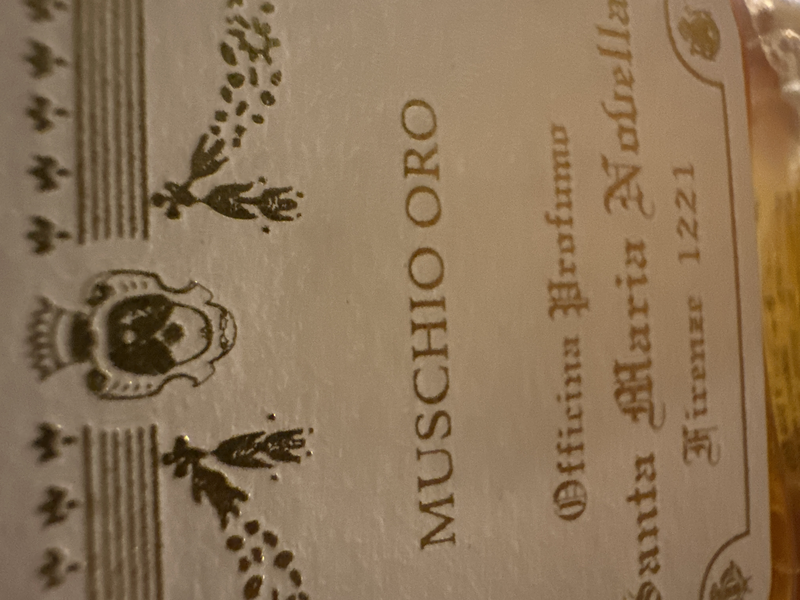 MUSCHIO ORO
Officina Profumo
Santa Maria Novella
Firenze 1221